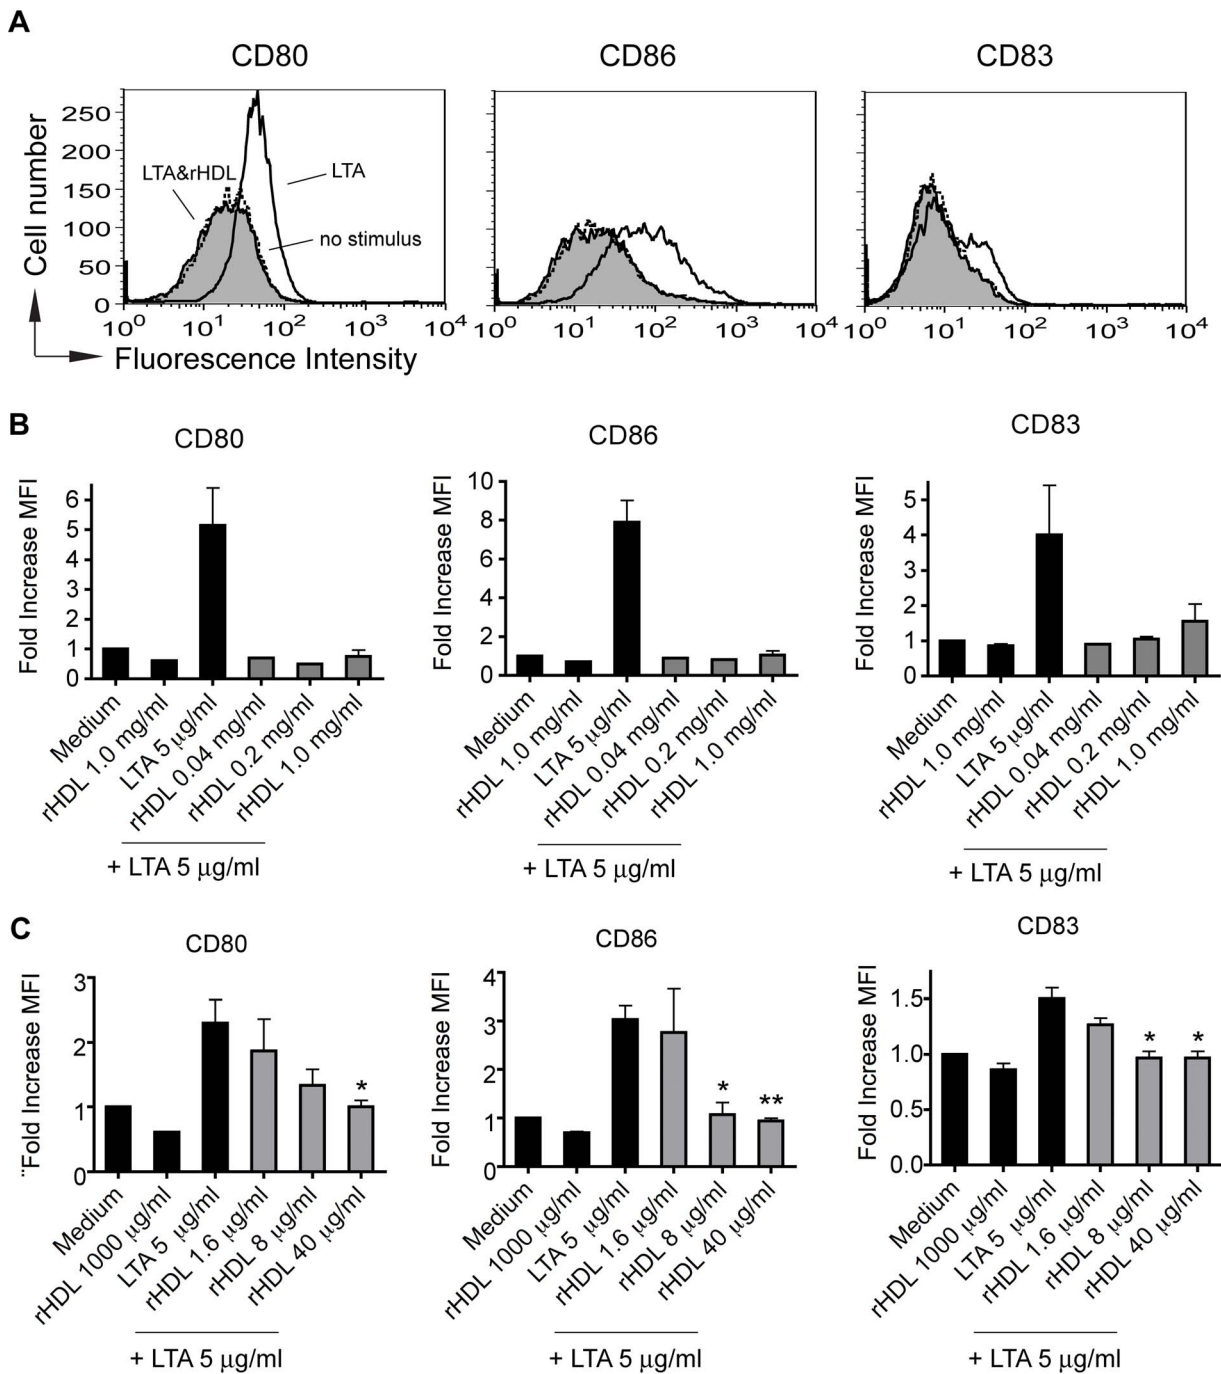 A
CD80
CD86
CD83
Cell number
250
200
150
100
50
0
LTA&rHDL
LTA
no stimulus
10⁰ 10¹ 10² 10³ 10⁴
10⁰ 10¹ 10² 10³ 10⁴
10⁰ 10¹ 10² 10³ 10⁴
Fluorescence Intensity
B
CD80
Fold Increase MFI
6
5
4
3
2
1
0
Medium
rHDL 1.0 mg/ml
LTA 5 µg/ml
rHDL 0.04 mg/ml
rHDL 0.2 mg/ml
rHDL 1.0 mg/ml
+ LTA 5 µg/ml
CD86
Fold Increase MFI
10
8
6
4
2
0
Medium
rHDL 1.0 mg/ml
LTA 5 µg/ml
rHDL 0.04 mg/ml
rHDL 0.2 mg/ml
rHDL 1.0 mg/ml
+ LTA 5 µg/ml
CD83
Fold Increase MFI
5
4
3
2
1
0
Medium
rHDL 1.0 mg/ml
LTA 5 µg/ml
rHDL 0.04 mg/ml
rHDL 0.2 mg/ml
rHDL 1.0 mg/ml
+ LTA 5 µg/ml
C
CD80
¨Fold Increase MFI
3
2
1
0
*
Medium
rHDL 1000 µg/ml
LTA 5 µg/ml
rHDL 1.6 µg/ml
rHDL 8 µg/ml
rHDL 40 µg/ml
+ LTA 5 µg/ml
CD86
Fold Increase MFI
4
3
2
1
0
*
**
Medium
rHDL 1000 µg/ml
LTA 5 µg/ml
rHDL 1.6 µg/ml
rHDL 8 µg/ml
rHDL 40 µg/ml
+ LTA 5 µg/ml
CD83
Fold Increase MFI
1.5
1.0
0.5
0.0
*
*
Medium
rHDL 1000 µg/ml
LTA 5 µg/ml
rHDL 1.6 µg/ml
rHDL 8 µg/ml
rHDL 40 µg/ml
+ LTA 5 µg/ml